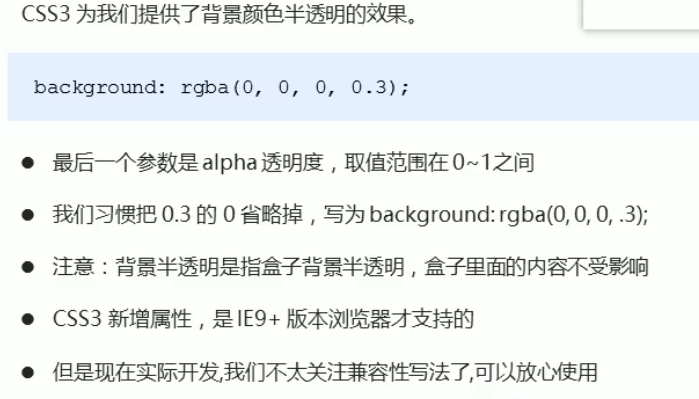 CSS3 为我们提供了背景颜色半透明的效果。
background: rgba(0, 0, 0, 0.3);
● 最后一个参数是 alpha 透明度，取值范围在 0~1之间
● 我们习惯把 0.3 的 0 省略掉，写为 background: rgba(0, 0, 0, .3);
● 注意：背景半透明是指盒子背景半透明，盒子里面的内容不受影响
● CSS3 新增属性，是 IE9+ 版本浏览器才支持的
● 但是现在实际开发,我们不太关注兼容性写法了,可以放心使用